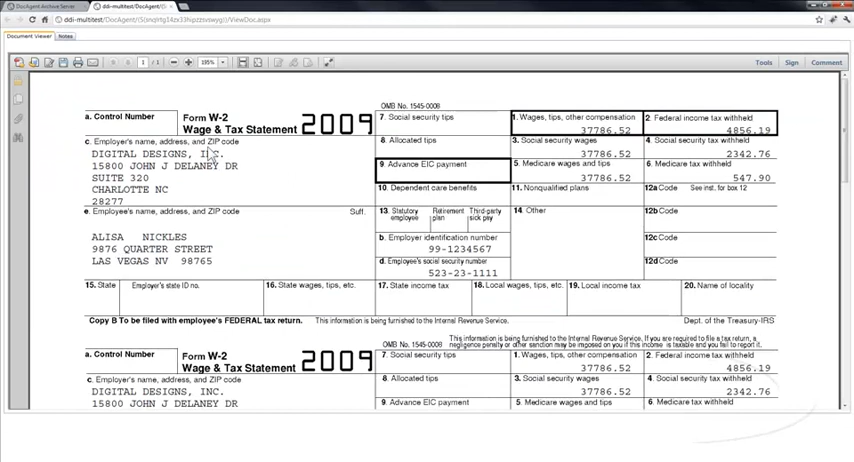 DocAgent Archive Server
ddi-multitest/DocAgent/(S(
ddi-multitest/DocAgent/(S(snqlrlg14zx33hipzzsvswyg))/ViewDoc.aspx
Document Viewer
Notes
1 / 1
185%
Tools
Sign
Comment
a. Control Number
Form W-2
Wage & Tax Statement
2009
OMB No. 1545-0008
7. Social security tips
1. Wages, tips, other compensation
37786.52
2. Federal income tax withheld
4856.19
c. Employer's name, address, and ZIP code
DIGITAL DESIGNS, INC.
15800 JOHN J DELANEY DR
SUITE 320
CHARLOTTE NC
28277
8. Allocated tips
3. Social security wages
37786.52
4. Social security tax withheld
2342.76
9. Advance EIC payment
5. Medicare wages and tips
37786.52
6. Medicare tax withheld
547.90
10. Dependent care benefits
11. Nonqualified plans
12a. Code See inst. for box 12
e. Employee's name, address, and ZIP code Suff.
ALISA NICKLES
9876 QUARTER STREET
LAS VEGAS NV 98765
13. Statutory employee
Retirement plan
Third-party sick pay
14. Other
12b. Code
b. Employer identification number
99-1234567
12c. Code
d. Employee's social security number
523-23-1111
12d. Code
15. State
Employer's state ID no.
16. State wages, tips, etc.
17. State income tax
18. Local wages, tips, etc.
19. Local income tax
20. Name of locality
Copy B To be filed with employee's FEDERAL tax return. This information is being furnished to the Internal Revenue Service. Dept. of the Treasury-IRS
This information is being furnished to the Internal Revenue Service. If you are required to file a tax return, a
negligence penalty or other sanction may be imposed on you if this income is taxable and you fail to report it.
a. Control Number
Form W-2
Wage & Tax Statement
2009
OMB No. 1545-0008
7. Social security tips
1. Wages, tips, other compensation
37786.52
2. Federal income tax withheld
4856.19
c. Employer's name, address, and ZIP code
DIGITAL DESIGNS, INC.
15800 JOHN J DELANEY DR
8. Allocated tips
3. Social security wages
37786.52
4. Social security tax withheld
2342.76
9. Advance EIC payment
5. Medicare wages and tips
6. Medicare tax withheld